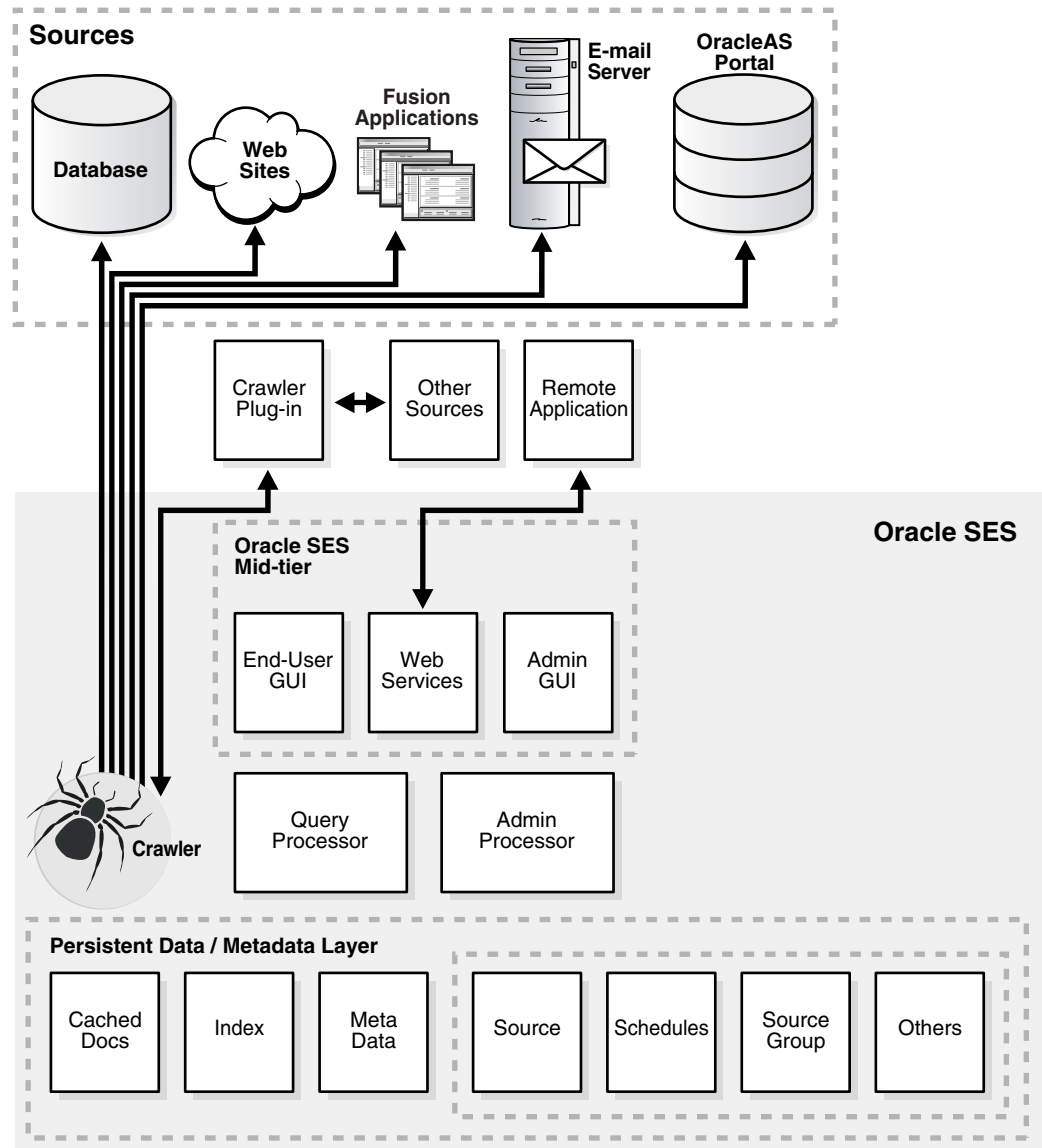 Sources
E-mail
Server
OracleAS
Portal
Fusion
Applications
Database
Web
Sites
Crawler
Plug-in
Other
Sources
Remote
Application
Oracle SES
Oracle SES
Mid-tier
End-User
GUI
Web
Services
Admin
GUI
Query
Processor
Admin
Processor
Crawler
Persistent Data / Metadata Layer
Cached
Docs
Index
Meta
Data
Source
Schedules
Source
Group
Others